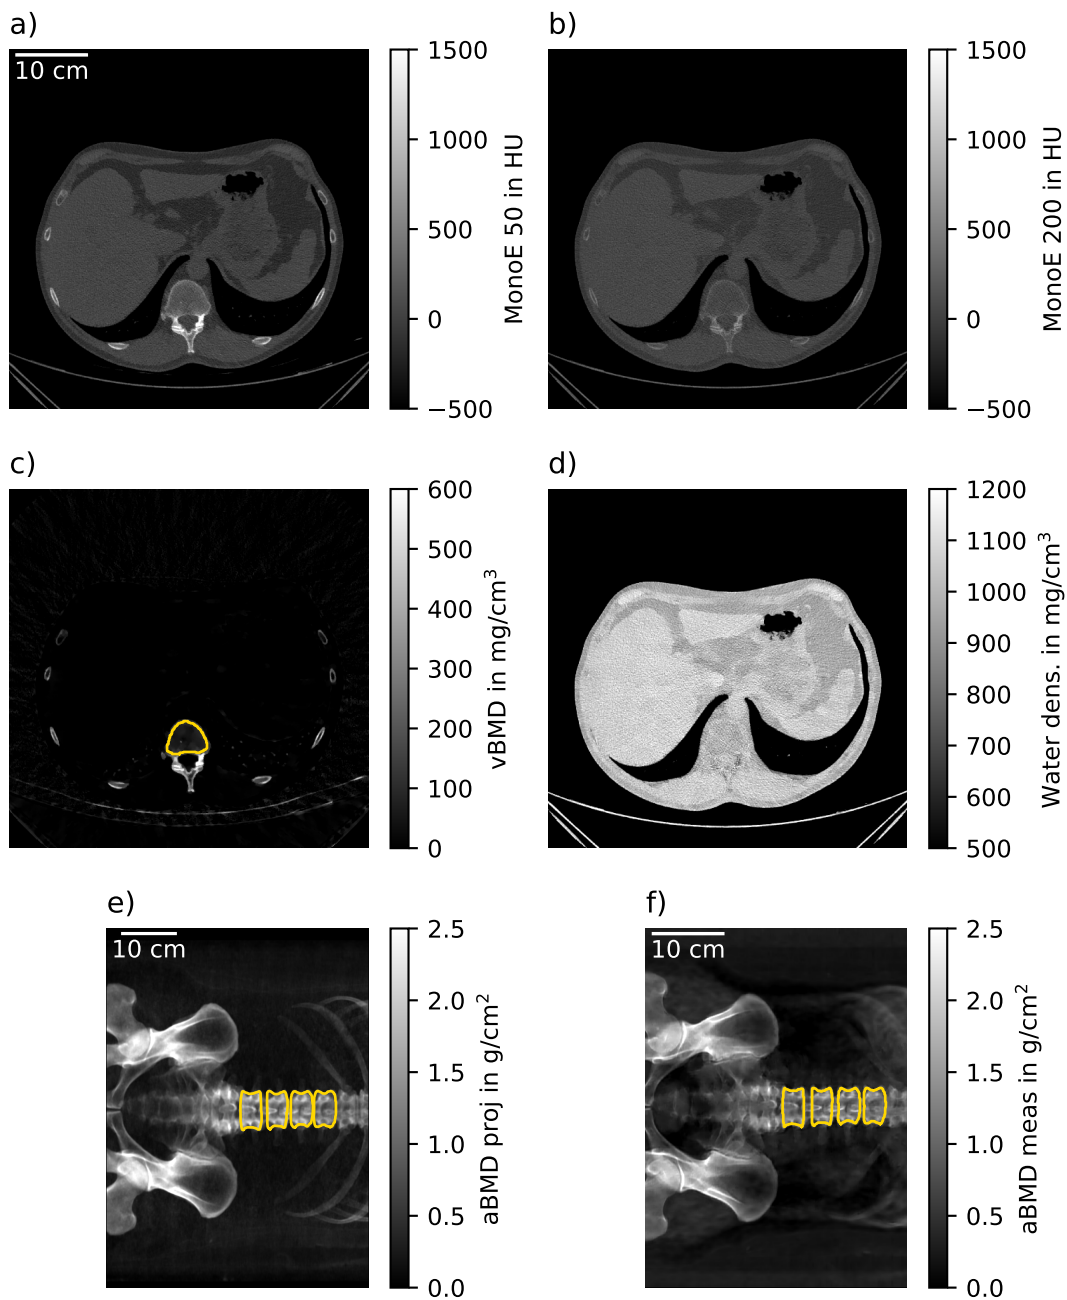 a)
10 cm
1500
1000
500
0
−500
MonoE 50 in HU
b)
1500
1000
500
0
−500
MonoE 200 in HU
c)
600
500
400
300
200
100
0
vBMD in mg/cm³
d)
1200
1100
1000
900
800
700
600
500
Water dens. in mg/cm³
e)
10 cm
2.5
2.0
1.5
1.0
0.5
0.0
aBMD proj in g/cm²
f)
10 cm
2.5
2.0
1.5
1.0
0.5
0.0
aBMD meas in g/cm²